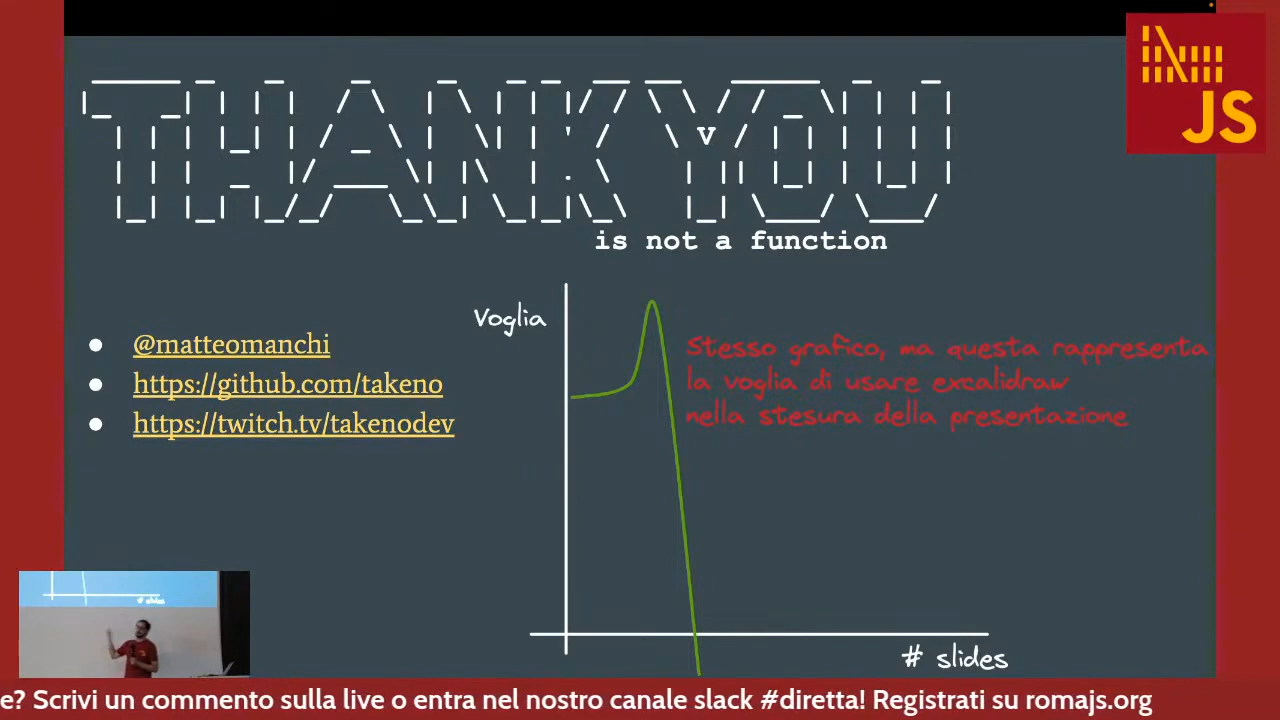 JS
THANK YOU
is not a function
@matteomanchi
https://github.com/takeno
https://twitch.tv/takenodev
Voglia
Stesso grafico, ma questa rappresenta
la voglia di usare excalidraw
nella stesura della presentazione
# slides
# slides
e? Scrivi un commento sulla live o entra nel nostro canale slack #diretta! Registrati su romajs.org